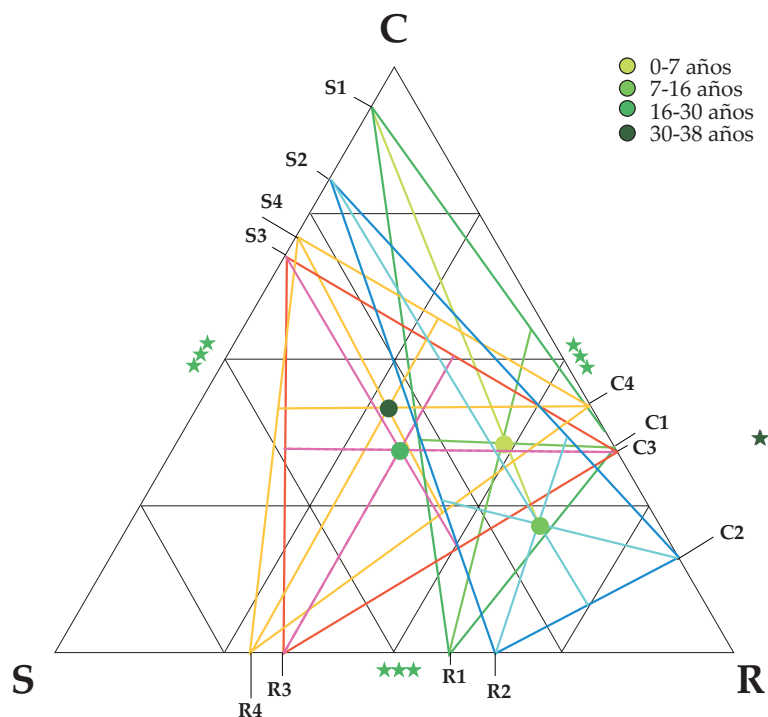 C
S1
0-7 años
7-16 años
16-30 años
30-38 años
S2
S4
S3
C4
C1
C3
C2
S
R
R1
R3
R2
R4